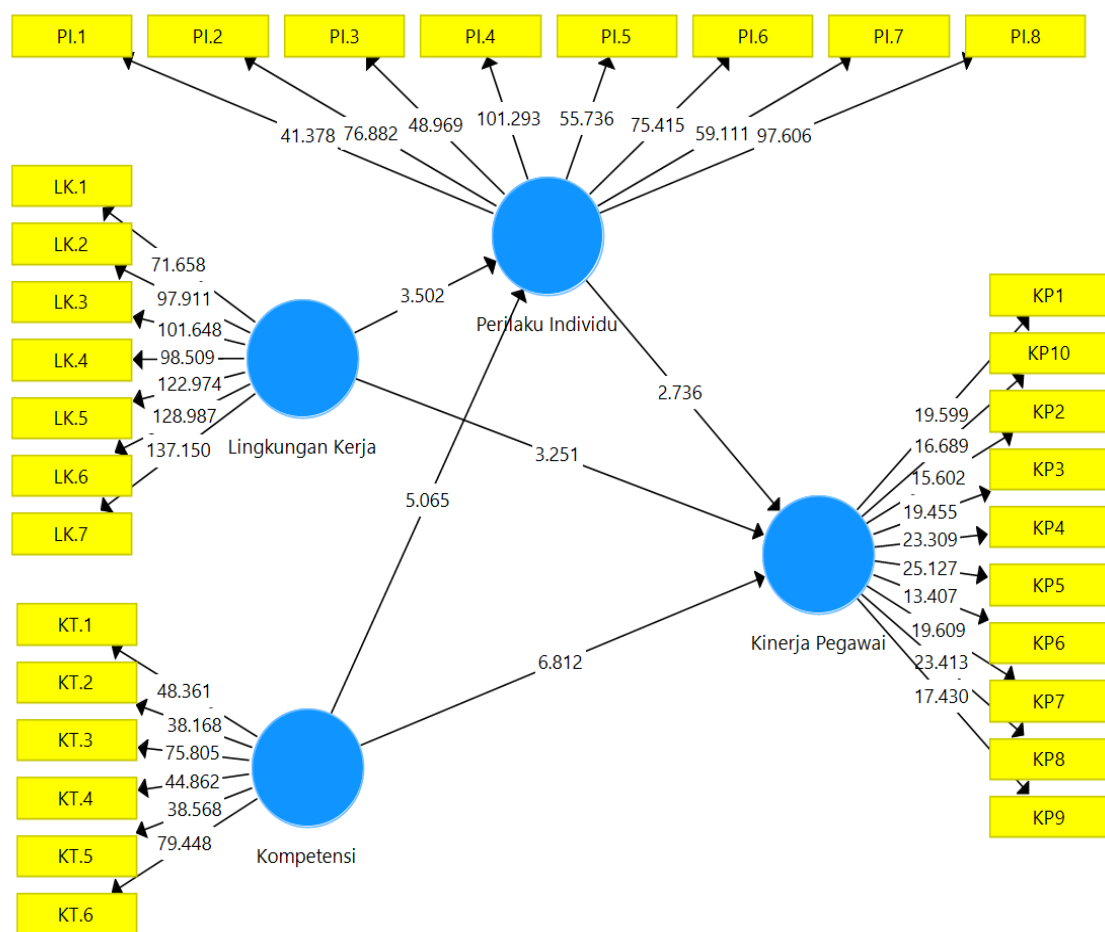 PI.1
PI.2
PI.3
PI.4
PI.5
PI.6
PI.7
PI.8
41.378
76.882
48.969
101.293
55.736
75.415
59.111
97.606
LK.1
LK.2
LK.3
LK.4
LK.5
LK.6
LK.7
71.658
97.911
101.648
98.509
122.974
128.987
137.150
Lingkungan Kerja
3.502
Perilaku Individu
5.065
3.251
2.736
6.812
KT.1
KT.2
KT.3
KT.4
KT.5
KT.6
48.361
38.168
75.805
44.862
38.568
79.448
Kompetensi
Kinerja Pegawai
19.599
16.689
15.602
19.455
23.309
25.127
13.407
19.609
23.413
17.430
KP1
KP10
KP2
KP3
KP4
KP5
KP6
KP7
KP8
KP9